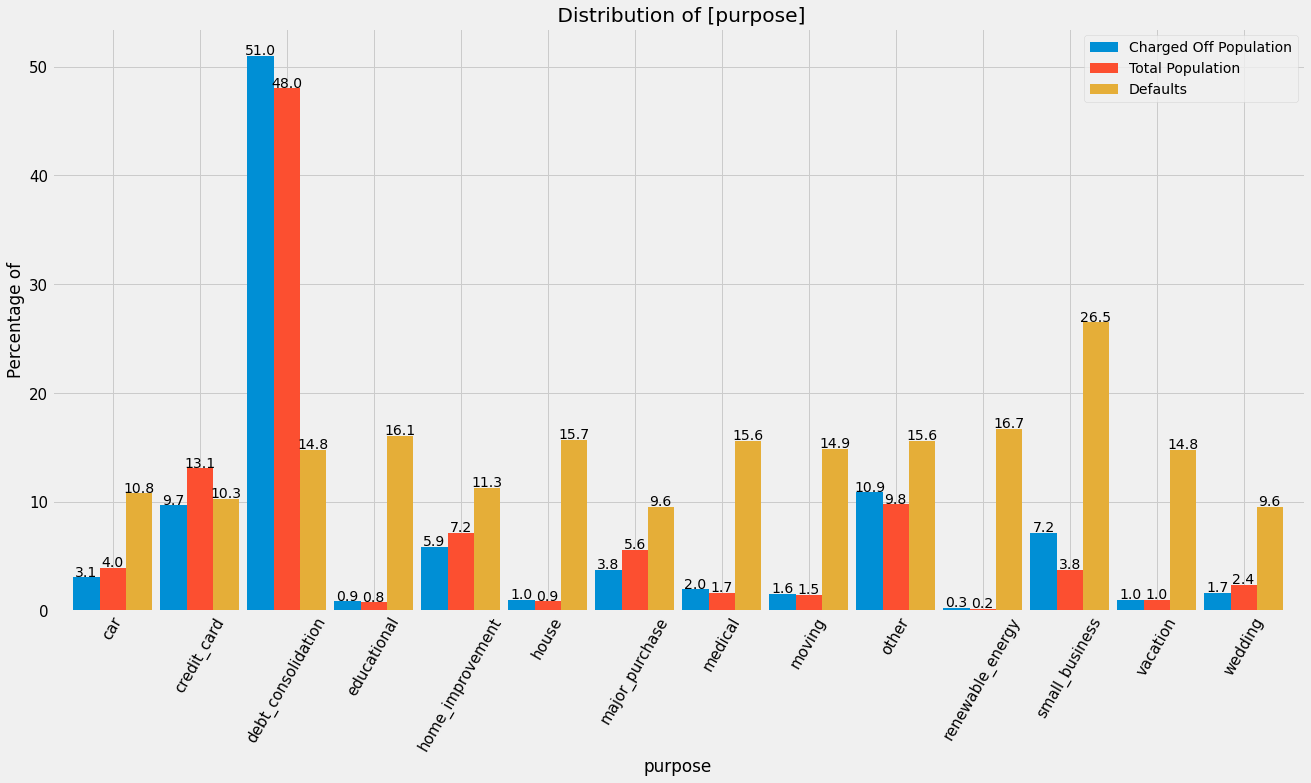 Distribution of [purpose]
Charged Off Population
Total Population
Defaults
Percentage of
50
40
30
20
10
0
3.1 4.0 10.8
9.7 13.1 10.3
51.0 48.0 14.8
0.9 0.8 16.1
5.9 7.2 11.3
1.0 0.9 15.7
3.8 5.6 9.6
2.0 1.7 15.6
1.6 1.5 14.9
10.9 9.8 15.6
0.3 0.2 16.7
7.2 3.8 26.5
1.0 1.0 14.8
1.7 2.4 9.6
car
credit_card
debt_consolidation
educational
home_improvement
house
major_purchase
medical
moving
other
renewable_energy
small_business
vacation
wedding
purpose